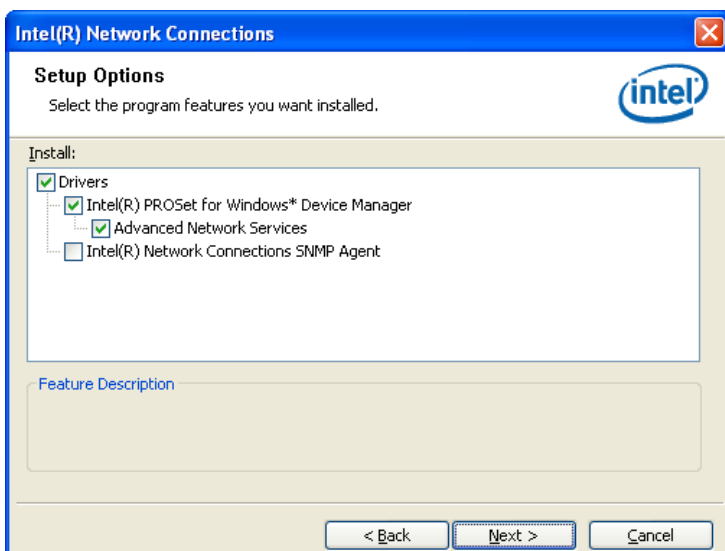 Intel(R) Network Connections
Setup Options
Select the program features you want installed.
intel
Install:
Drivers
Intel(R) PROSet for Windows* Device Manager
Advanced Network Services
Intel(R) Network Connections SNMP Agent
Feature Description
< Back
Next >
Cancel